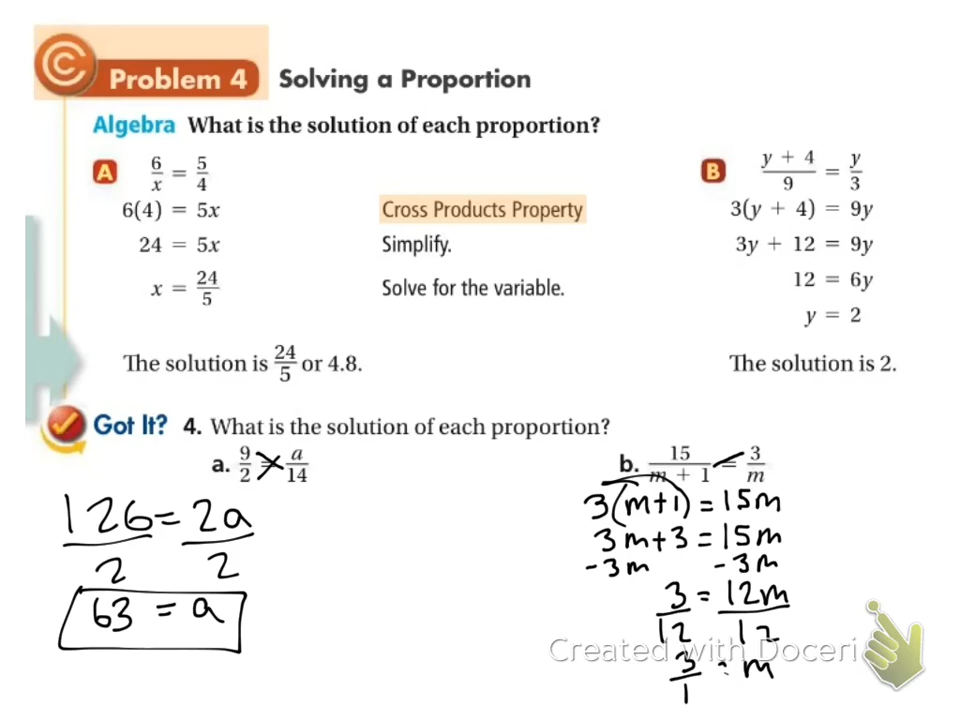 C
Problem 4 Solving a Proportion
Algebra What is the solution of each proportion?
A 6/x = 5/4
6(4) = 5x
24 = 5x
x = 24/5
The solution is 24/5 or 4.8.
Cross Products Property
Simplify.
Solve for the variable.
B (y + 4)/9 = y/3
3(y + 4) = 9y
3y + 12 = 9y
12 = 6y
y = 2
The solution is 2.
Got It? 4. What is the solution of each proportion?
a. 9/2 = a/14
126 = 2a
2 2
63 = a
b. 15/(m + 1) = 3/m
3(m+1) = 15m
3m+3 = 15m
-3m -3m
3 = 12m
12 12
3/1 = m
Created with Doceri